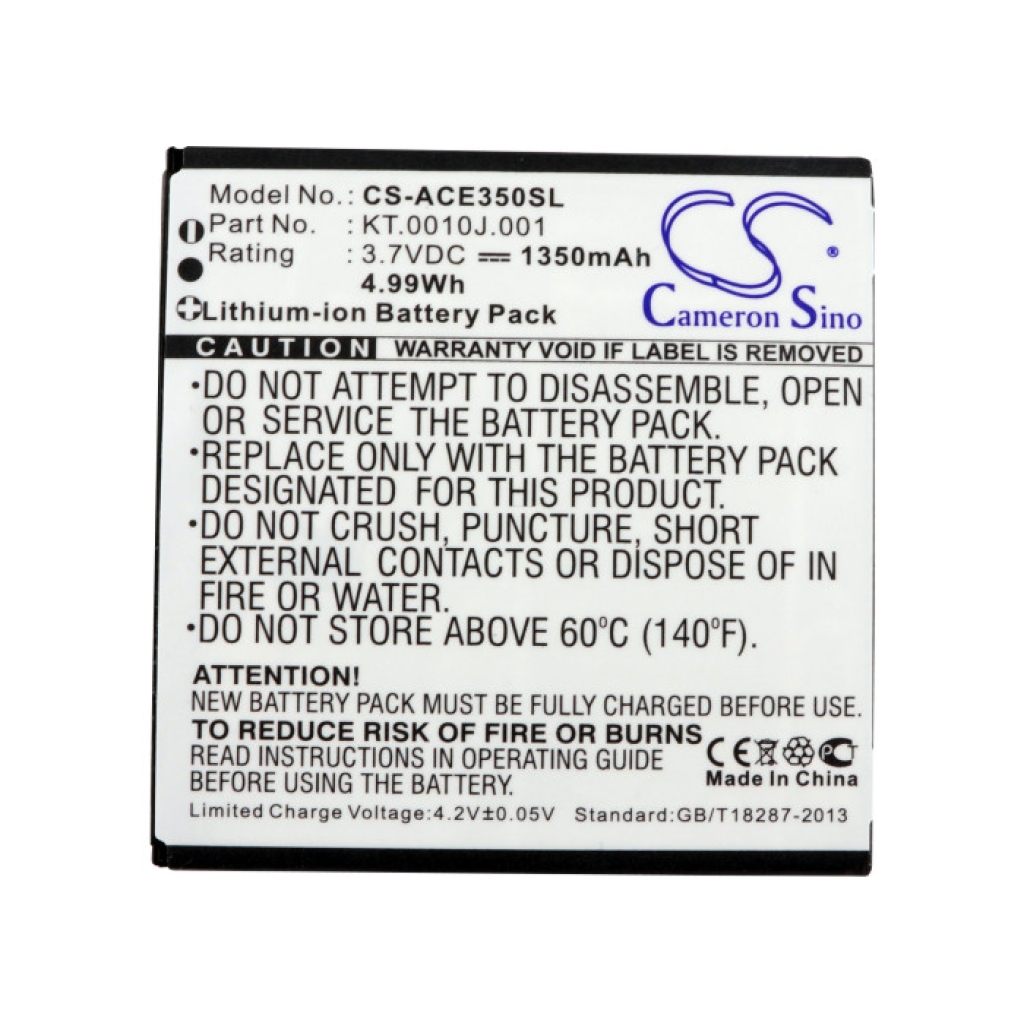 Model No.: CS-ACE350SL
Part No. : KT.0010J.001
Rating : 3.7VDC 1350mAh
4.99Wh
Lithium-ion Battery Pack
CS ®
Cameron Sino
CAUTION WARRANTY VOID IF LABEL IS REMOVED
•DO NOT ATTEMPT TO DISASSEMBLE, OPEN
OR SERVICE THE BATTERY PACK.
•REPLACE ONLY WITH THE BATTERY PACK
DESIGNATED FOR THIS PRODUCT.
•DO NOT CRUSH, PUNCTURE, SHORT
EXTERNAL CONTACTS OR DISPOSE OF IN
FIRE OR WATER.
•DO NOT STORE ABOVE 60°C (140°F).
ATTENTION!
NEW BATTERY PACK MUST BE FULLY CHARGED BEFORE USE.
TO REDUCE RISK OF FIRE OR BURNS
READ INSTRUCTIONS IN OPERATING GUIDE
BEFORE USING THE BATTERY.
CE PCT
Made In China
Limited Charge Voltage:4.2V±0.05V Standard:GB/T18287-2013